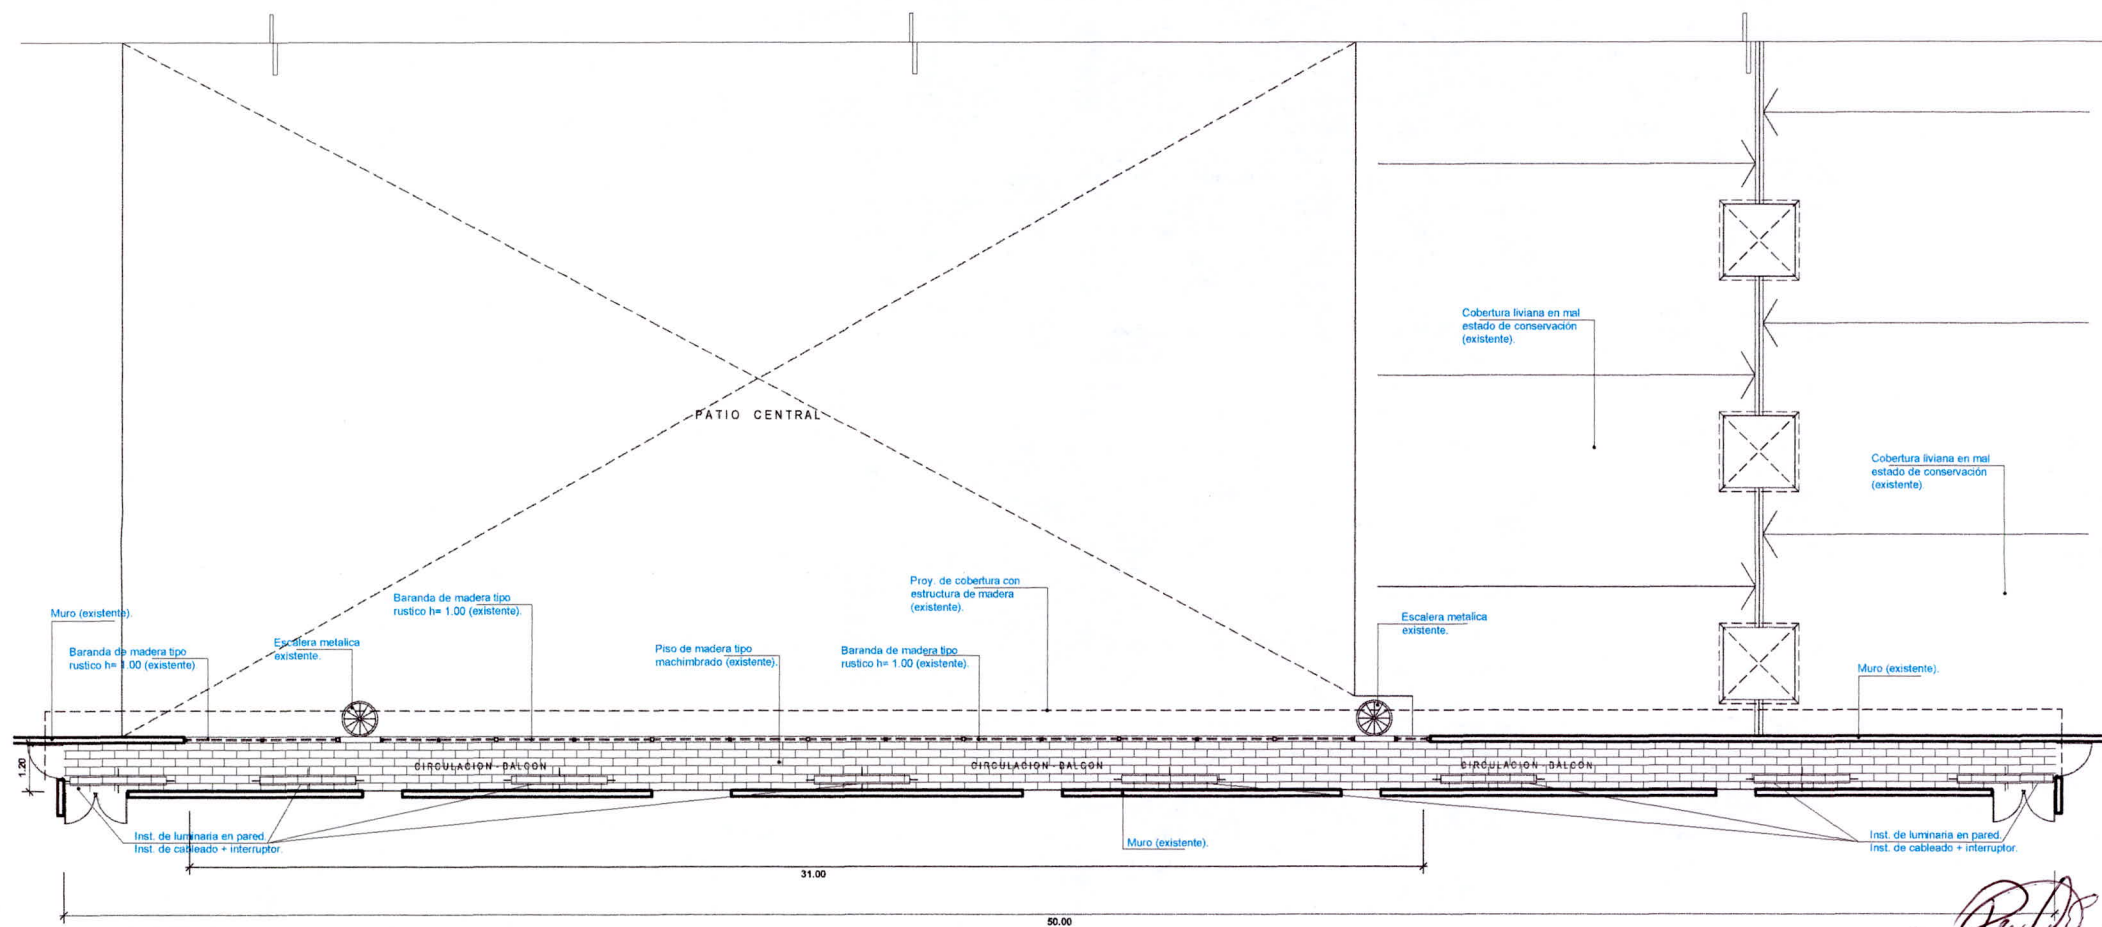 Cobertura liviana en mal
estado de conservación
(existente).
PATIO CENTRAL
Cobertura liviana en mal
estado de conservación
(existente).
Proy. de cobertura con
estructura de madera
(existente).
Baranda de madera tipo
rustico h= 1.00 (existente).
Muro (existente).
Escalera metalica
existente.
Escalera metalica
existente.
Baranda de madera tipo
rustico h= 1.00 (existente)
Piso de madera tipo
machimbrado (existente).
Baranda de madera tipo
rustico h= 1.00 (existente).
Muro (existente).
1.20
CIRCULACION - BALCON
CIRCULACION - BALCON
CIRCULACION - BALCON
Inst. de luminaria en pared.
Inst. de cableado + interruptor.
Muro (existente).
Inst. de luminaria en pared.
Inst. de cableado + interruptor.
31.00
50.00